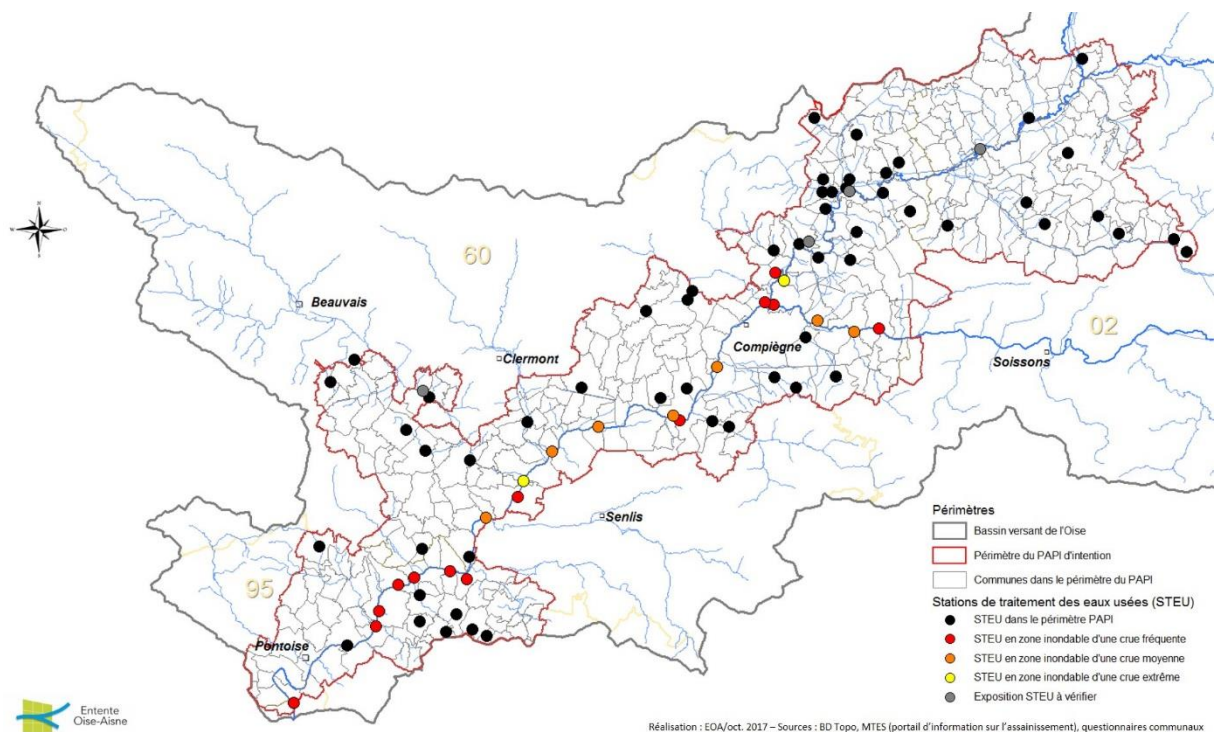 60
Beauvais
02
Clermont
Compiègne
Soissons
Senlis
95
Pontoise
Périmètres
Bassin versant de l'Oise
Périmètre du PAPI d'intention
Communes dans le périmètre du PAPI
Stations de traitement des eaux usées (STEU)
STEU dans le périmètre PAPI
STEU en zone inondable d'une crue fréquente
STEU en zone inondable d'une crue moyenne
STEU en zone inondable d'une crue extrême
Exposition STEU à vérifier
Entente
Oise-Aisne
Réalisation : EOA/oct. 2017 – Sources : BD Topo, MTES (portail d'information sur l'assainissement), questionnaires communaux